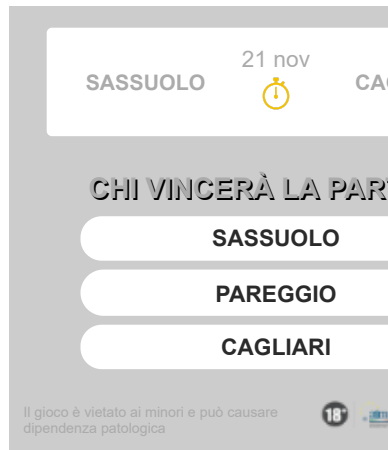 21 nov
SASSUOLO
CHI VINCERÀ LA
SASSUOLO
PAREGGIO
CAGLIARI
Il gioco è vietato ai minori e può causare
dipendenza patologica
18+